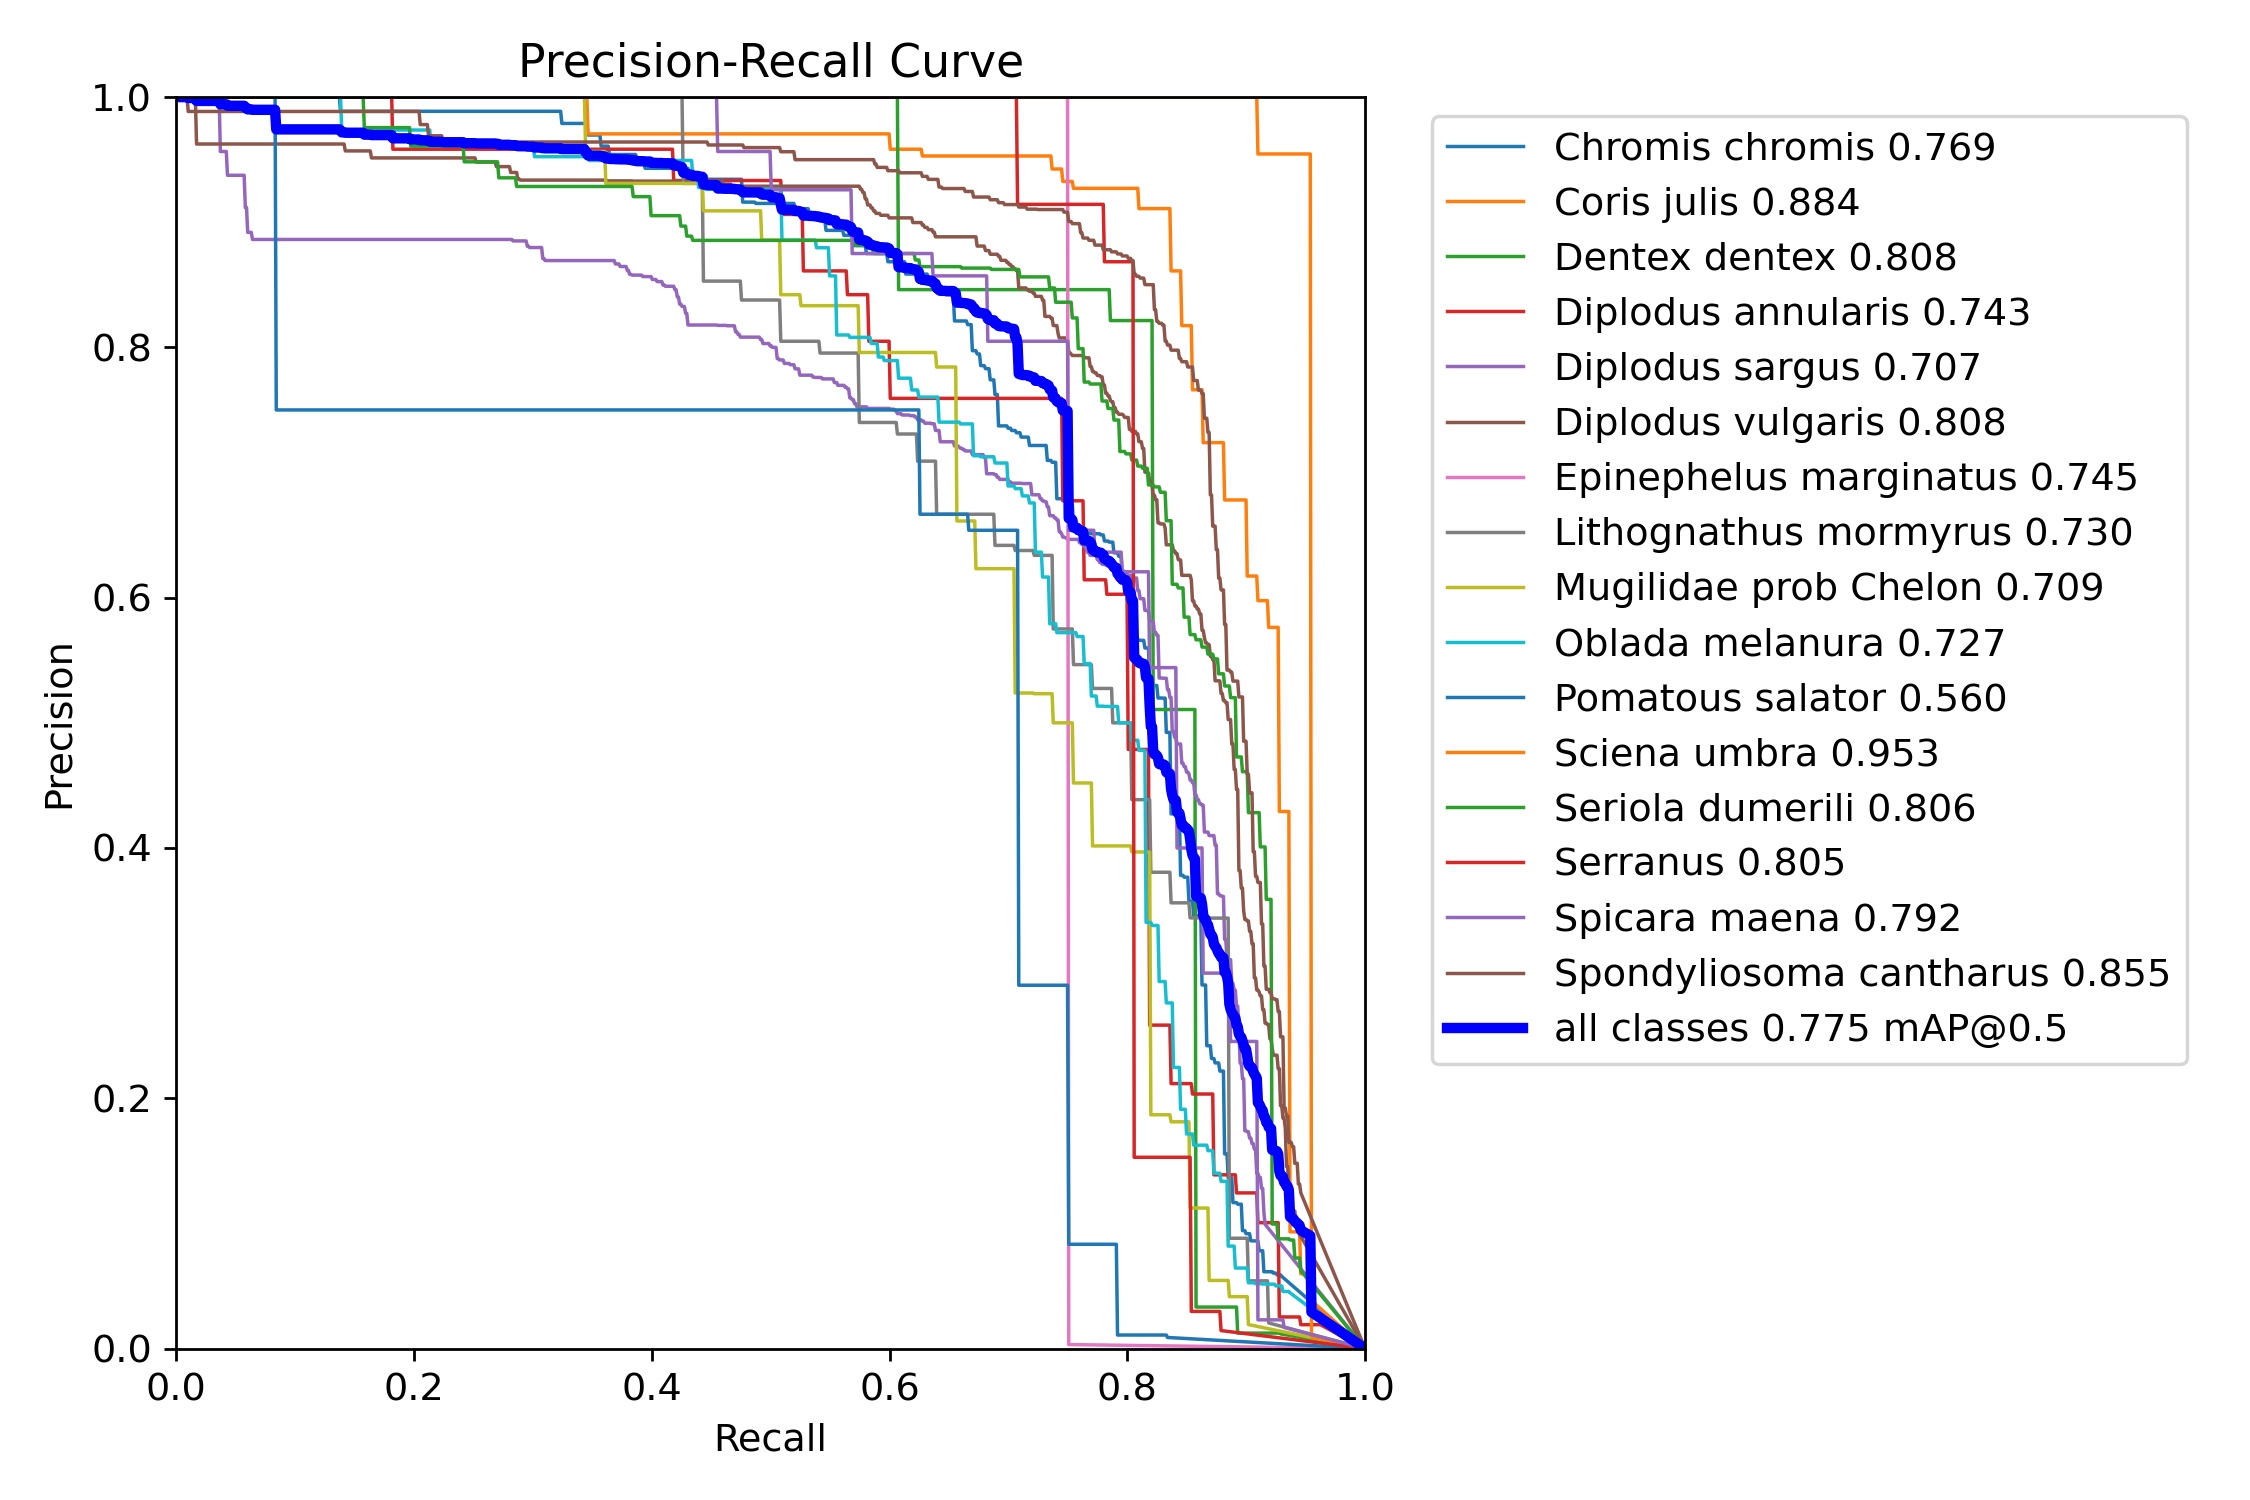 Precision-Recall Curve
1.0
0.8
0.6
0.4
0.2
0.0
Precision
0.0 0.2 0.4 0.6 0.8 1.0
Recall
Chromis chromis 0.769
Coris julis 0.884
Dentex dentex 0.808
Diplodus annularis 0.743
Diplodus sargus 0.707
Diplodus vulgaris 0.808
Epinephelus marginatus 0.745
Lithognathus mormyrus 0.730
Mugilidae prob Chelon 0.709
Oblada melanura 0.727
Pomatous salator 0.560
Sciena umbra 0.953
Seriola dumerili 0.806
Serranus 0.805
Spicara maena 0.792
Spondyliosoma cantharus 0.855
all classes 0.775 mAP@0.5